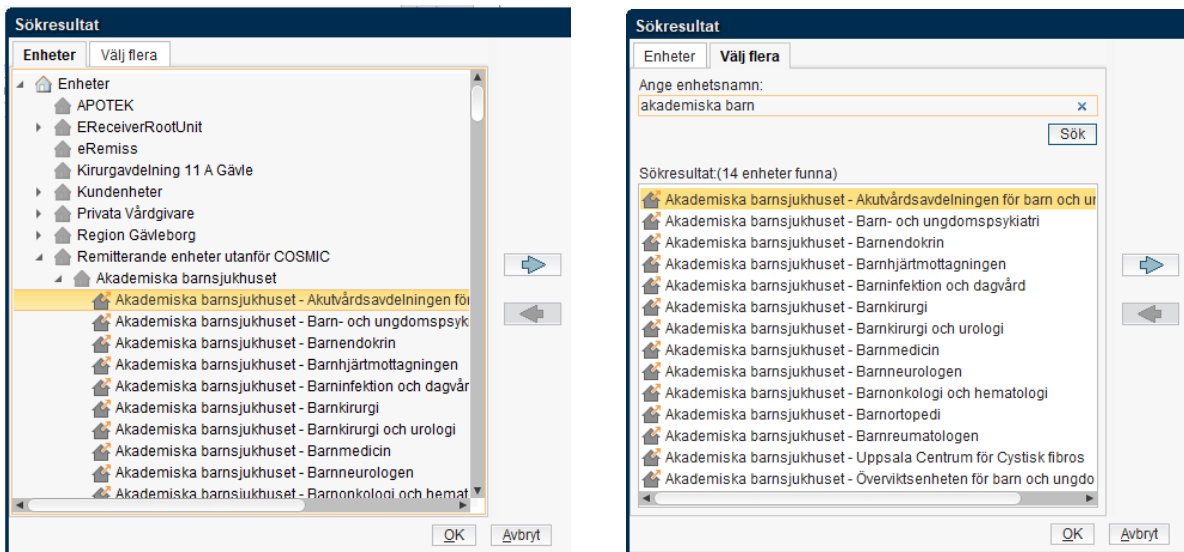 Sökresultat
Enheter Välj flera
Enheter
APOTEK
EReceiverRootUnit
eRemiss
Kirurgavdelning 11 A Gävle
Kundenheter
Privata Vårdgivare
Region Gävleborg
Remitterande enheter utanför COSMIC
Akademiska barnsjukhuset
Akademiska barnsjukhuset - Akutvårdsavdelningen fö
Akademiska barnsjukhuset - Barn- och ungdomspsyk
Akademiska barnsjukhuset - Barnendokrin
Akademiska barnsjukhuset - Barnhjärtmottagningen
Akademiska barnsjukhuset - Barninfektion och dagvår
Akademiska barnsjukhuset - Barnkirurgi
Akademiska barnsjukhuset - Barnkirurgi och urologi
Akademiska barnsjukhuset - Barnmedicin
Akademiska barnsjukhuset - Barnneurologen
Akademiska barnsjukhuset - Barnonkologi och hemat
OK Avbryt
Sökresultat
Enheter Välj flera
Ange enhetsnamn:
akademiska barn
Sök
Sökresultat:(14 enheter funna)
Akademiska barnsjukhuset - Akutvårdsavdelningen för barn och u
Akademiska barnsjukhuset - Barn- och ungdomspsykiatri
Akademiska barnsjukhuset - Barnendokrin
Akademiska barnsjukhuset - Barnhjärtmottagningen
Akademiska barnsjukhuset - Barninfektion och dagvård
Akademiska barnsjukhuset - Barnkirurgi
Akademiska barnsjukhuset - Barnkirurgi och urologi
Akademiska barnsjukhuset - Barnmedicin
Akademiska barnsjukhuset - Barnneurologen
Akademiska barnsjukhuset - Barnonkologi och hematologi
Akademiska barnsjukhuset - Barnortopedi
Akademiska barnsjukhuset - Barnreumatologen
Akademiska barnsjukhuset - Uppsala Centrum för Cystisk fibros
Akademiska barnsjukhuset - Överviktsenheten för barn och ungdo
OK Avbryt